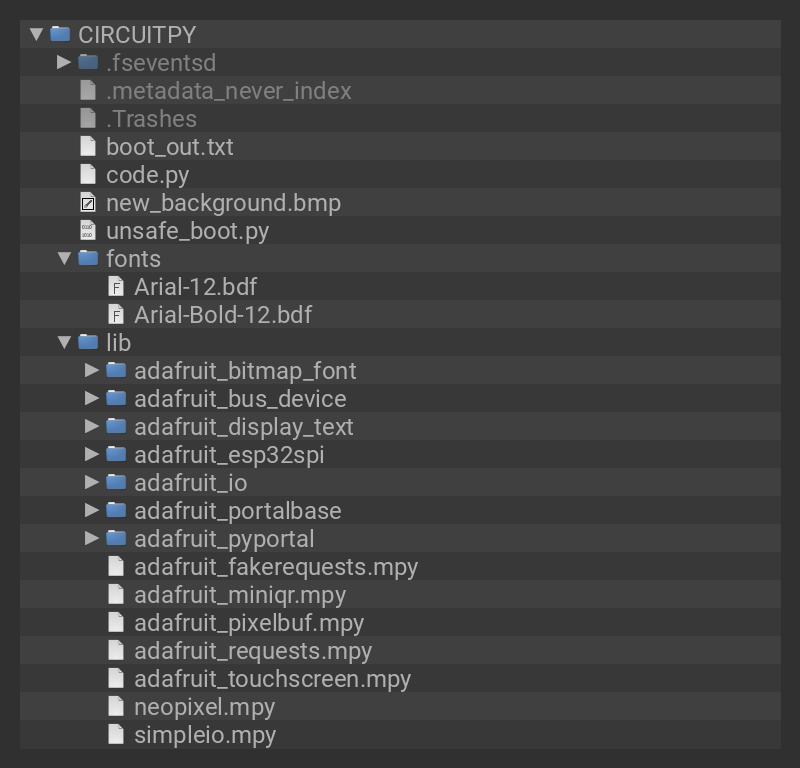 CIRCUITPY
.fseventsd
.metadata_never_index
.Trashes
boot_out.txt
code.py
new_background.bmp
unsafe_boot.py
fonts
Arial-12.bdf
Arial-Bold-12.bdf
lib
adafruit_bitmap_font
adafruit_bus_device
adafruit_display_text
adafruit_esp32spi
adafruit_io
adafruit_portalbase
adafruit_pyportal
adafruit_fakerequests.mpy
adafruit_miniqr.mpy
adafruit_pixelbuf.mpy
adafruit_requests.mpy
adafruit_touchscreen.mpy
neopixel.mpy
simpleio.mpy